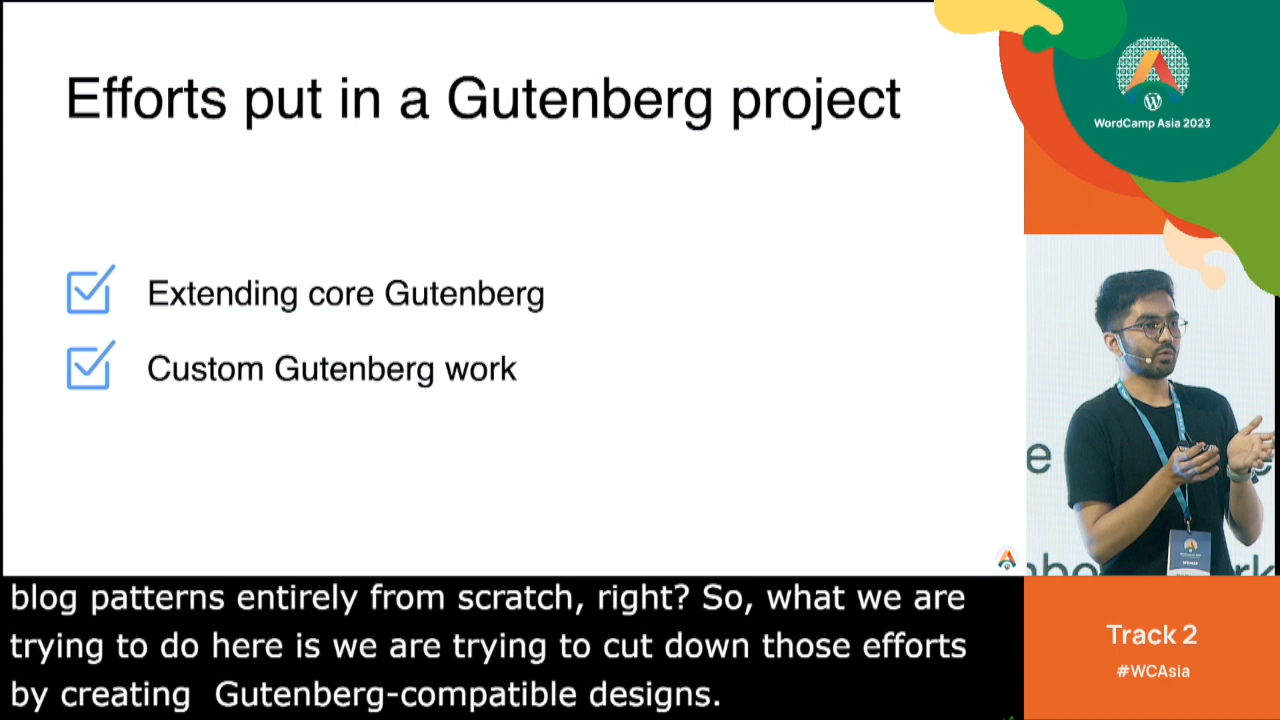 Efforts put in a Gutenberg project
WordCamp Asia 2023
Extending core Gutenberg
Custom Gutenberg work
blog patterns entirely from scratch, right? So, what we are
trying to do here is we are trying to cut down those efforts
by creating  Gutenberg-compatible designs.
Track 2
#WCAsia